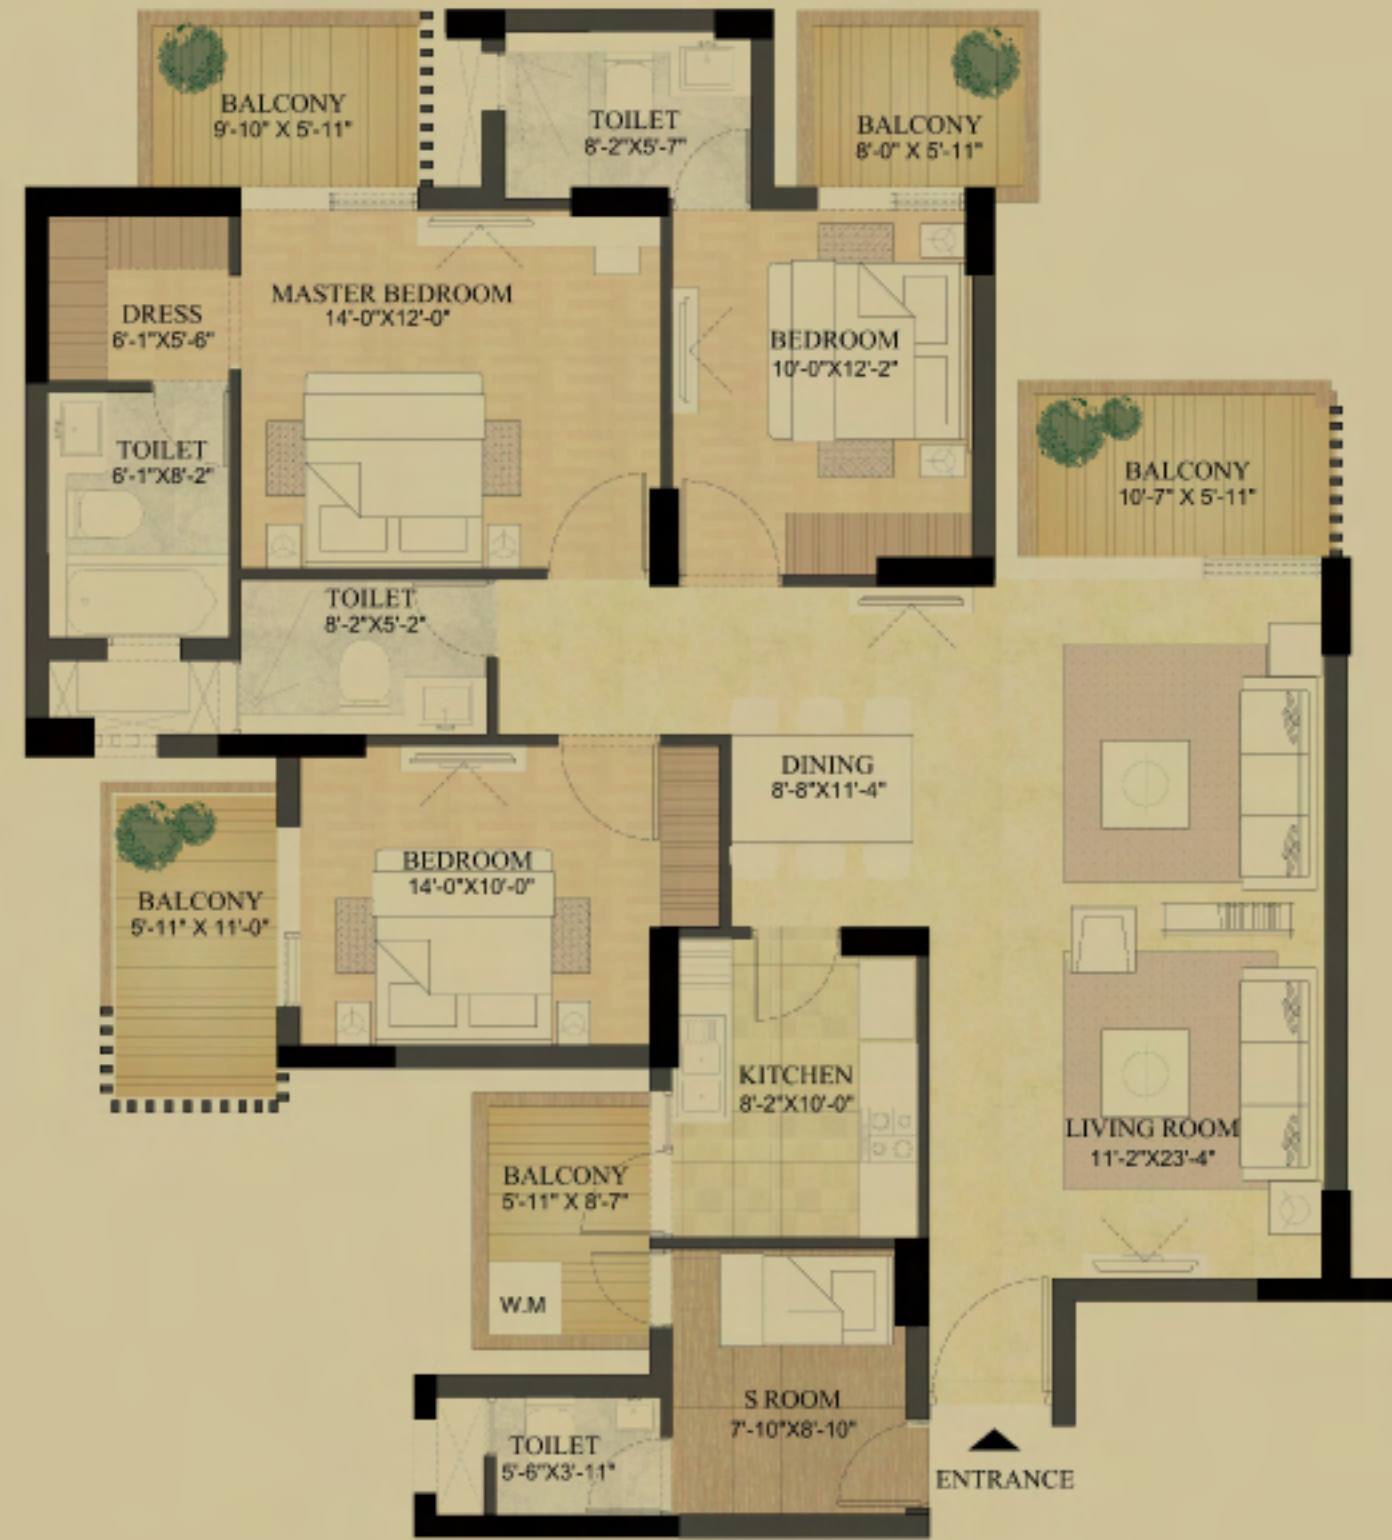 BALCONY
9'-10" X 5'-11"
TOILET
8'-2"X5'-7"
BALCONY
8'-0" X 5'-11"
DRESS
6'-1"X5'-6"
MASTER BEDROOM
14'-0"X12'-0"
BEDROOM
10'-0"X12'-2"
TOILET
6'-1"X8'-2"
BALCONY
10'-7" X 5'-11"
TOILET
8'-2"X5'-2"
DINING
8'-8"X11'-4"
BALCONY
5'-11" X 11'-0"
BEDROOM
14'-0"X10'-0"
KITCHEN
8'-2"X10'-0"
LIVING ROOM
11'-2"X23'-4"
BALCONY
5'-11" X 8'-7"
W.M
S ROOM
7'-10"X8'-10"
TOILET
5'-6"X3'-11"
ENTRANCE